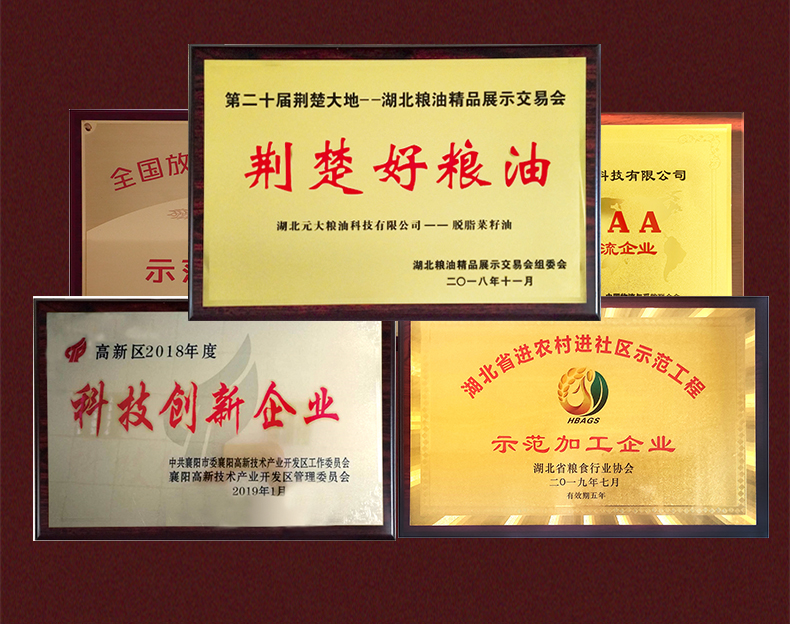 第二十届荆楚大地--湖北粮油精品展示交易会
荆楚好粮油
湖北元大粮油科技有限公司——脱脂菜籽油
湖北粮油精品展示交易会组委会
二〇一八年十一月
全国放
示范
科技有限公司
AA
流企业
高新区2018年度
科技创新企业
中共襄阳市委襄阳高新技术产业开发区工作委员会
襄阳高新技术产业开发区管理委员会
2019年1月
湖北省进农村进社区示范工程
HBAGS
示范加工企业
湖北省粮食行业协会
二〇一九年七月
有效期五年